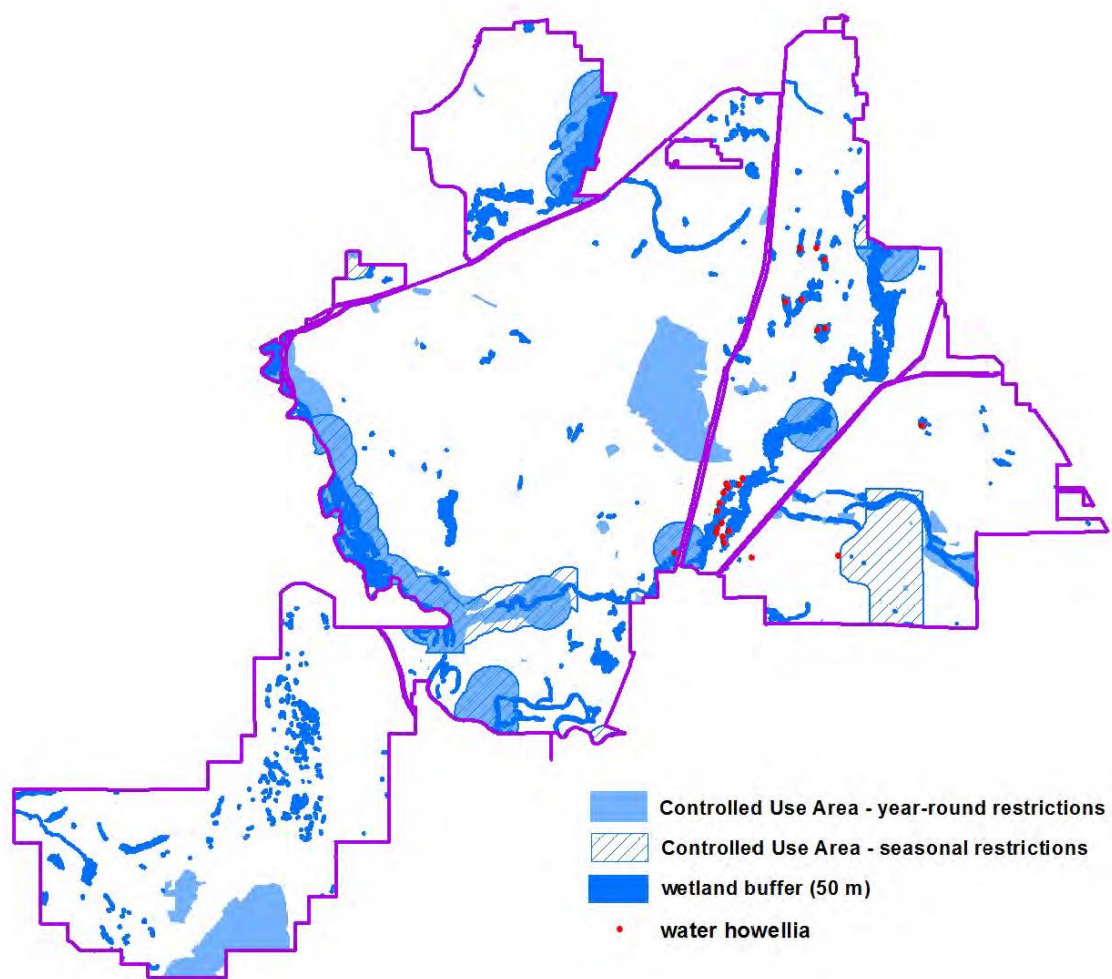 Controlled Use Area - year-round restrictions
Controlled Use Area - seasonal restrictions
wetland buffer (50 m)
water howellia